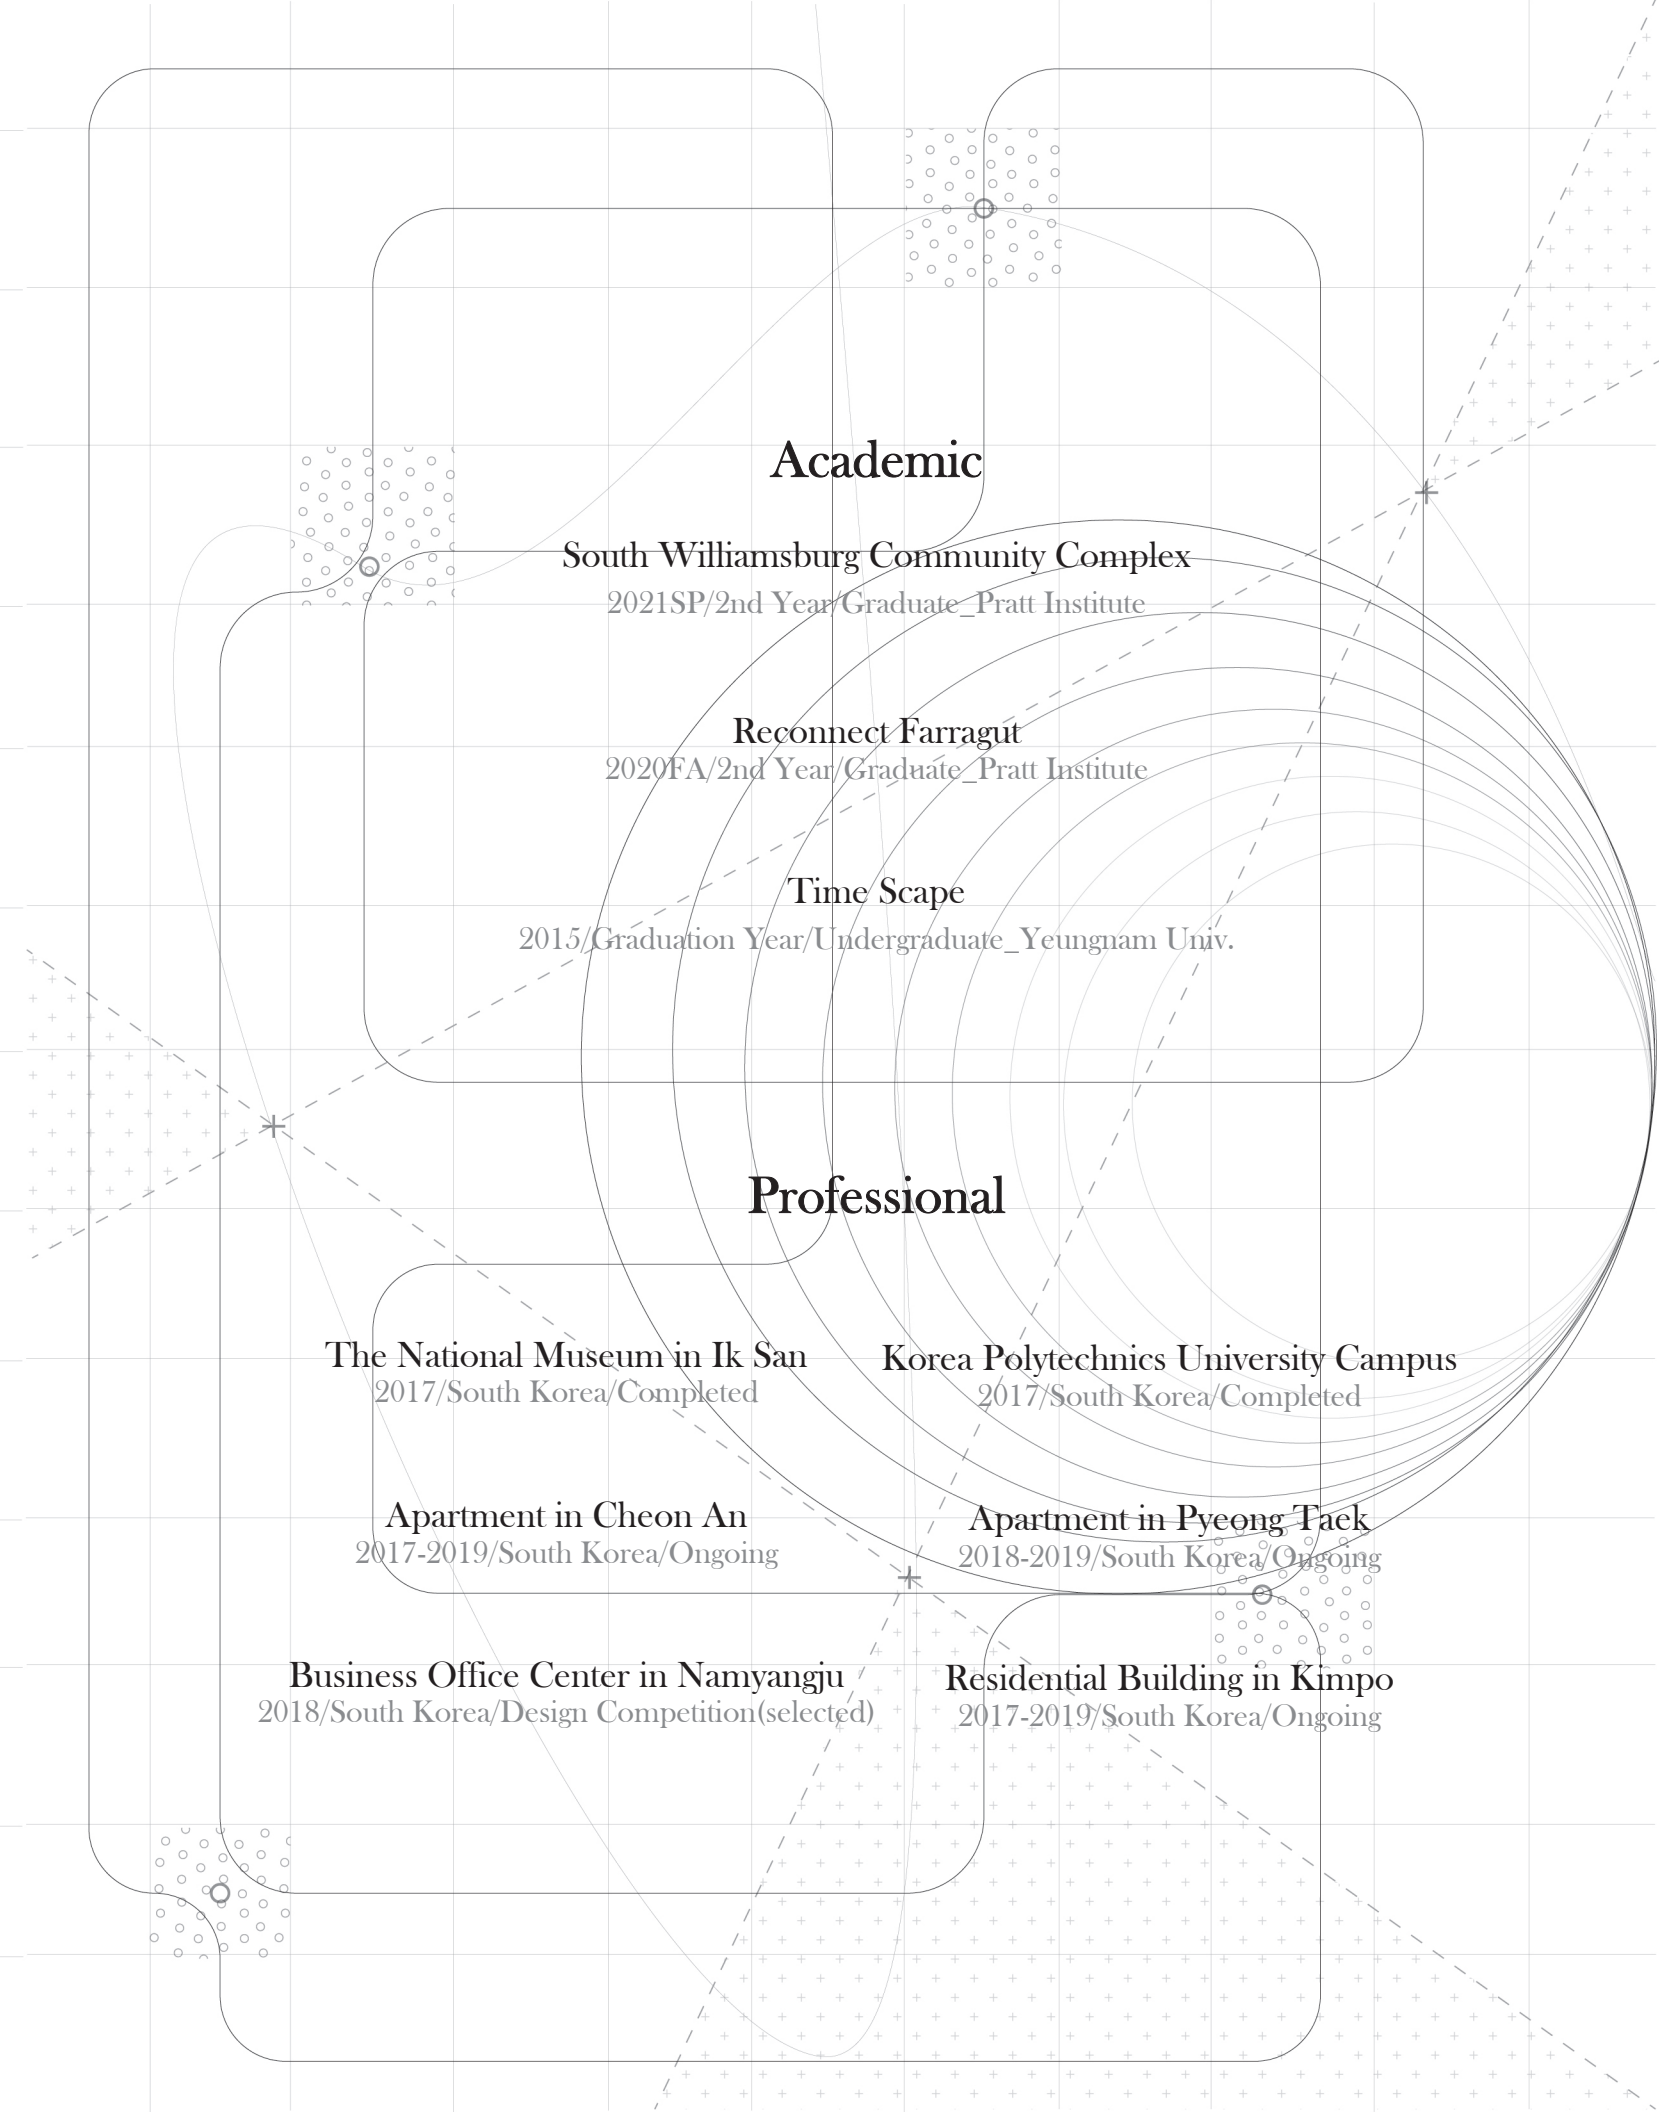 Academic
South Williamsburg Community Complex
2021SP/2nd Year/Graduate_Pratt Institute
Reconnect Farragut
2020FA/2nd Year/Graduate_Pratt Institute
Time Scape
2015/Graduation Year/Undergraduate_Yeungnam Univ.
Professional
The National Museum in Ik San
2017/South Korea/Completed
Korea Polytechnics University Campus
2017/South Korea/Completed
Apartment in Cheon An
2017-2019/South Korea/Ongoing
Apartment in Pyeong Taek
2018-2019/South Korea/Ongoing
Business Office Center in Namyangju
2018/South Korea/Design Competition(selected)
Residential Building in Kimpo
2017-2019/South Korea/Ongoing